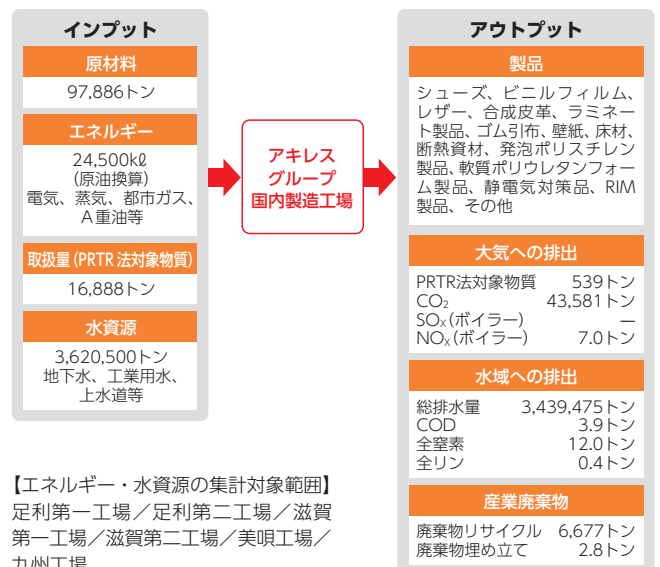 インプット
原材料
97,886トン
エネルギー
24,500kℓ
(原油換算)
電気、蒸気、都市ガス、
A重油等
取扱量(PRTR法対象物質)
16,888トン
水資源
3,620,500トン
地下水、工業用水、
上水道等
アキレス
グループ
国内製造工場
アウトプット
製品
シューズ、ビニルフィルム、
レザー、合成皮革、ラミネー
ト製品、ゴム引布、壁紙、床材、
断熱資材、発泡ポリスチレン
製品、軟質ポリウレタンフォー
ム製品、静電気対策品、RIM
製品、その他
大気への排出
PRTR法対象物質 539トン
CO₂ 43,581トン
SOx(ボイラー) ―
NOx(ボイラー) 7.0トン
水域への排出
総排水量 3,439,475トン
COD 3.9トン
全窒素 12.0トン
全リン 0.4トン
産業廃棄物
廃棄物リサイクル 6,677トン
廃棄物埋め立て 2.8トン
【エネルギー・水資源の集計対象範囲】
足利第一工場／足利第二工場／滋賀
第一工場／滋賀第二工場／美唄工場／
九州工場